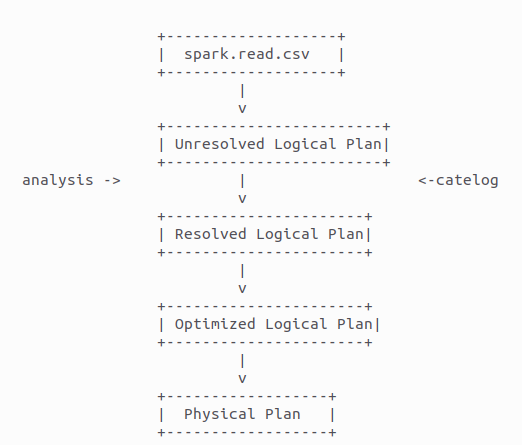 +-------------------+
|  spark.read.csv   |
+-------------------+
|
v
+------------------------+
| Unresolved Logical Plan|
+------------------------+
analysis ->             |                   <-catelog
v
+----------------------+
| Resolved Logical Plan|
+----------------------+
|
v
+----------------------+
| Optimized Logical Plan|
+----------------------+
|
v
+------------------+
|  Physical Plan   |
+------------------+